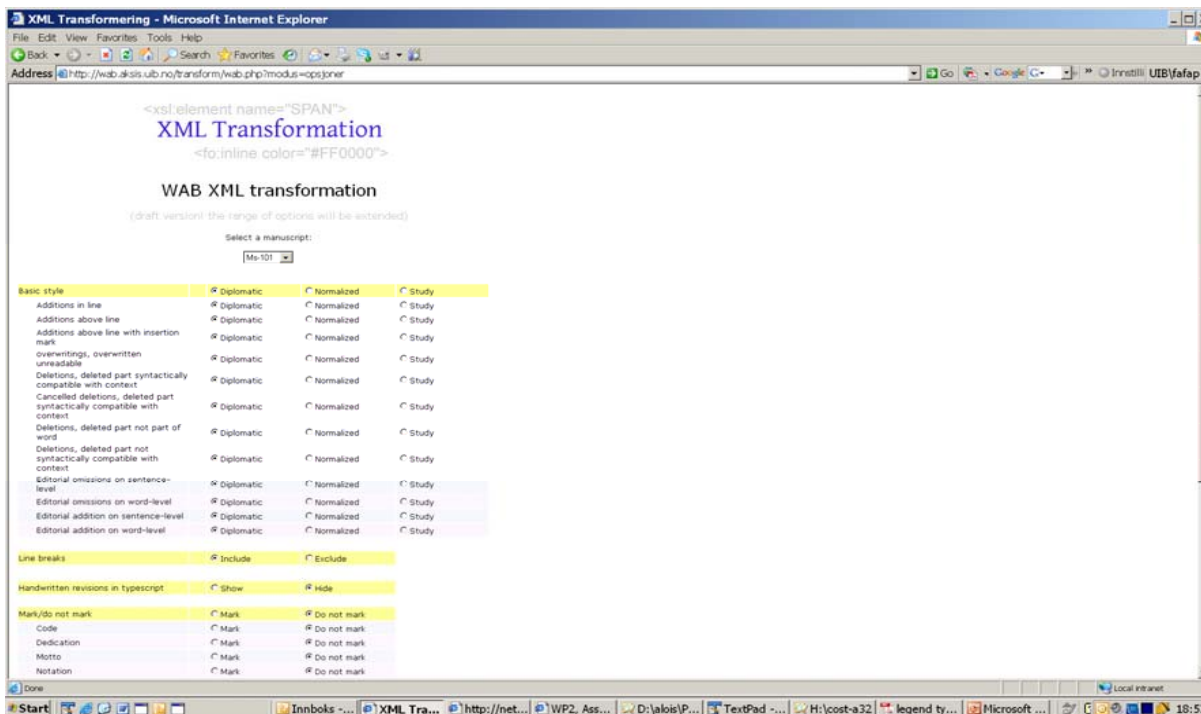 XML Transformering - Microsoft Internet Explorer
File Edit View Favorites Tools Help
Back Search Favorites
Address http://wab.aksis.uib.no/transform/wab.php?modus=opsjoner Go Google G Innstilli UIB\fafap
<xsl:element name="SPAN">
XML Transformation
<fo:inline color="#FF0000">
WAB XML transformation
(draft version! the range of options will be extended)
Select a manuscript:
Ms-101
Basic style Diplomatic Normalized Study
Additions in line Diplomatic Normalized Study
Additions above line Diplomatic Normalized Study
Additions above line with insertion
mark Diplomatic Normalized Study
overwritings, overwritten
unreadable Diplomatic Normalized Study
Deletions, deleted part syntactically
compatible with context Diplomatic Normalized Study
Cancelled deletions, deleted part
syntactically compatible with Diplomatic Normalized Study
context
Deletions, deleted part not part of
word Diplomatic Normalized Study
Deletions, deleted part not
syntactically compatible with Diplomatic Normalized Study
context
Editorial omissions on sentence-
level Diplomatic Normalized Study
Editorial omissions on word-level Diplomatic Normalized Study
Editorial addition on sentence-level Diplomatic Normalized Study
Editorial addition on word-level Diplomatic Normalized Study
Line breaks Include Exclude
Handwritten revisions in typescript Show Hide
Mark/do not mark Mark Do not mark
Code Mark Do not mark
Dedication Mark Do not mark
Motto Mark Do not mark
Notation Mark Do not mark
Done Local intranet
Start Innboks -... XML Tra... http://net... WP2, Ass... D:\alois\P... TextPad -... H:\cost-a32 legend ty... Microsoft ... 18:5